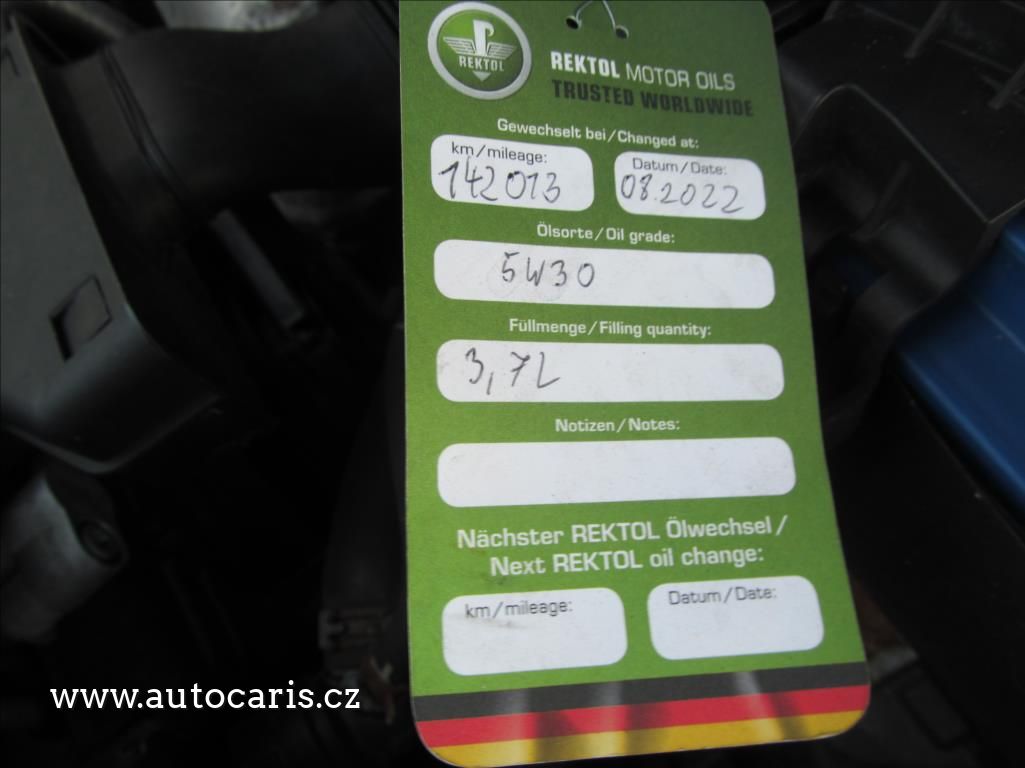 P
REKTOL
REKTOL MOTOR OILS
TRUSTED WORLDWIDE
Gewechselt bei/Changed at:
km/mileage: Datum/Date:
142013 08.2022
Ölsorte/Oil grade:
5W30
Füllmenge/Filling quantity:
3,7L
Notizen/Notes:
Nächster REKTOL Ölwechsel/
Next REKTOL oil change:
km/mileage: Datum/Date:
www.autocaris.cz